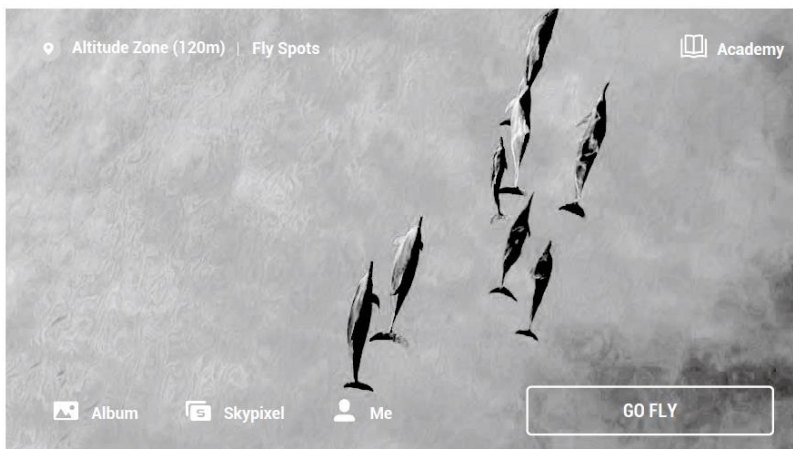 Altitude Zone (120m) | Fly Spots
Academy
Album
Skypixel
Me
GO FLY